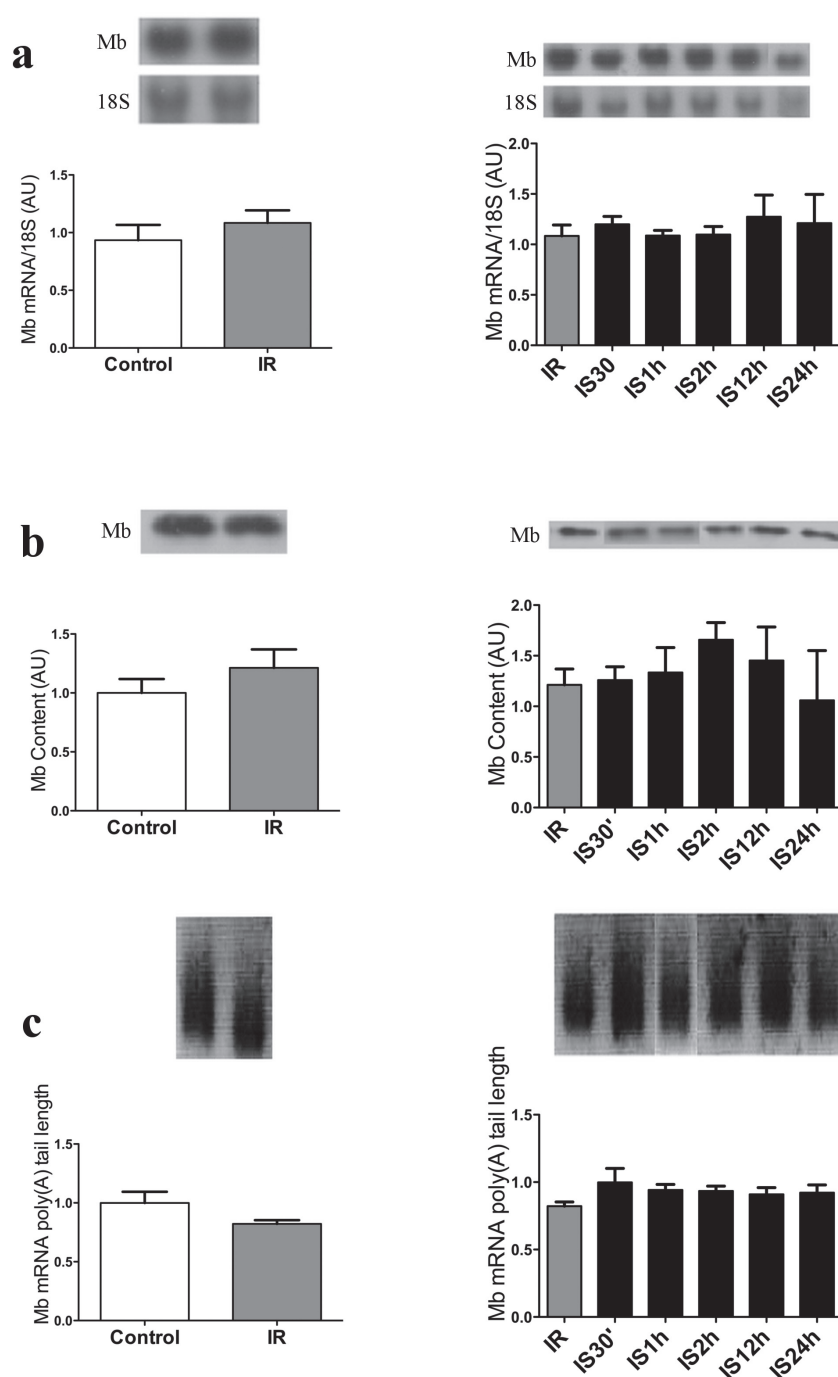 a
Mb
18S
Mb mRNA/18S (AU)
1.5
1.0
0.5
0.0
Control IR
Mb
18S
Mb mRNA/18S (AU)
2.0
1.5
1.0
0.5
0.0
IR IS30 IS1h IS2h IS12h IS24h
b
Mb
Mb Content (AU)
1.5
1.0
0.5
0.0
Control IR
Mb
Mb Content (AU)
2.0
1.5
1.0
0.5
0.0
IR IS30' IS1h IS2h IS12h IS24h
c
Mb mRNA poly(A) tail length
1.5
1.0
0.5
0.0
Control IR
Mb mRNA poly(A) tail length
1.5
1.0
0.5
0.0
IR IS30' IS1h IS2h IS12h IS24h